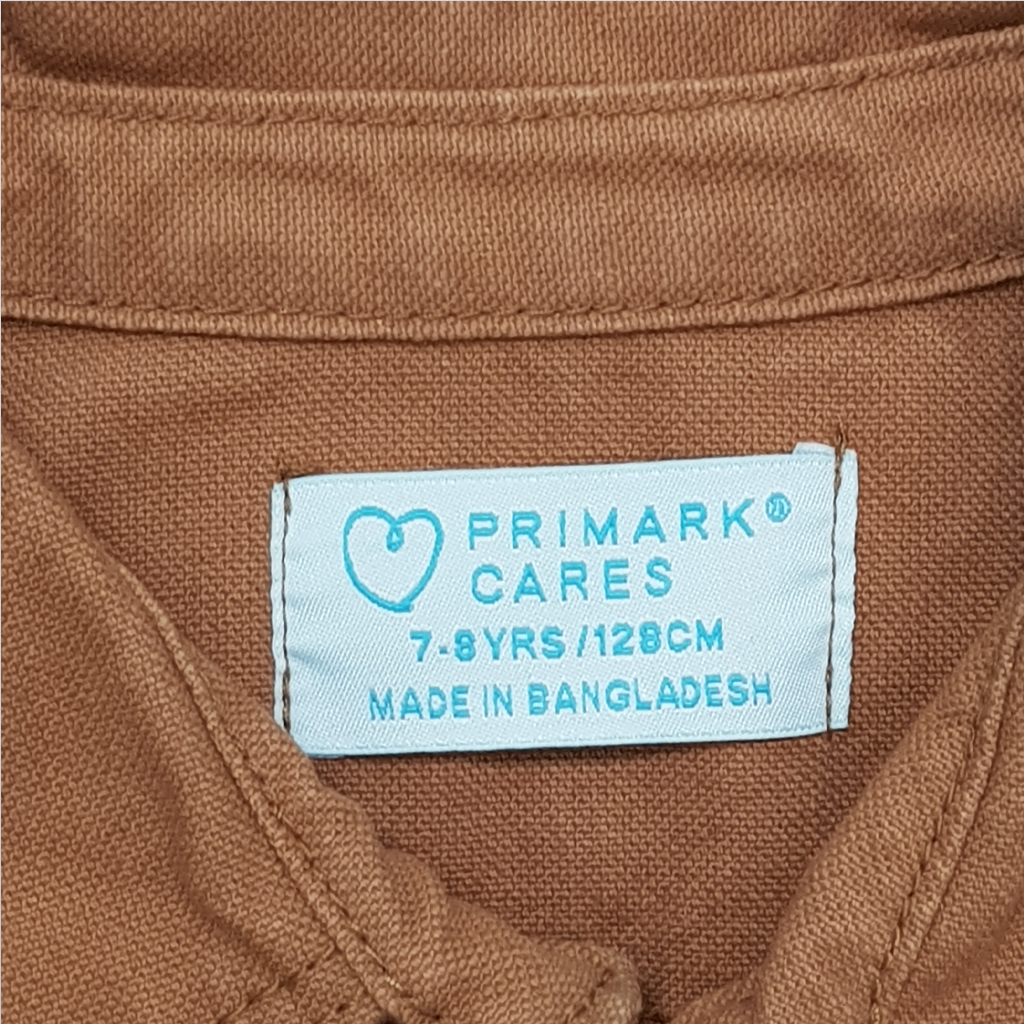 PRIMARK®
CARES
7-8YRS/128CM
MADE IN BANGLADESH